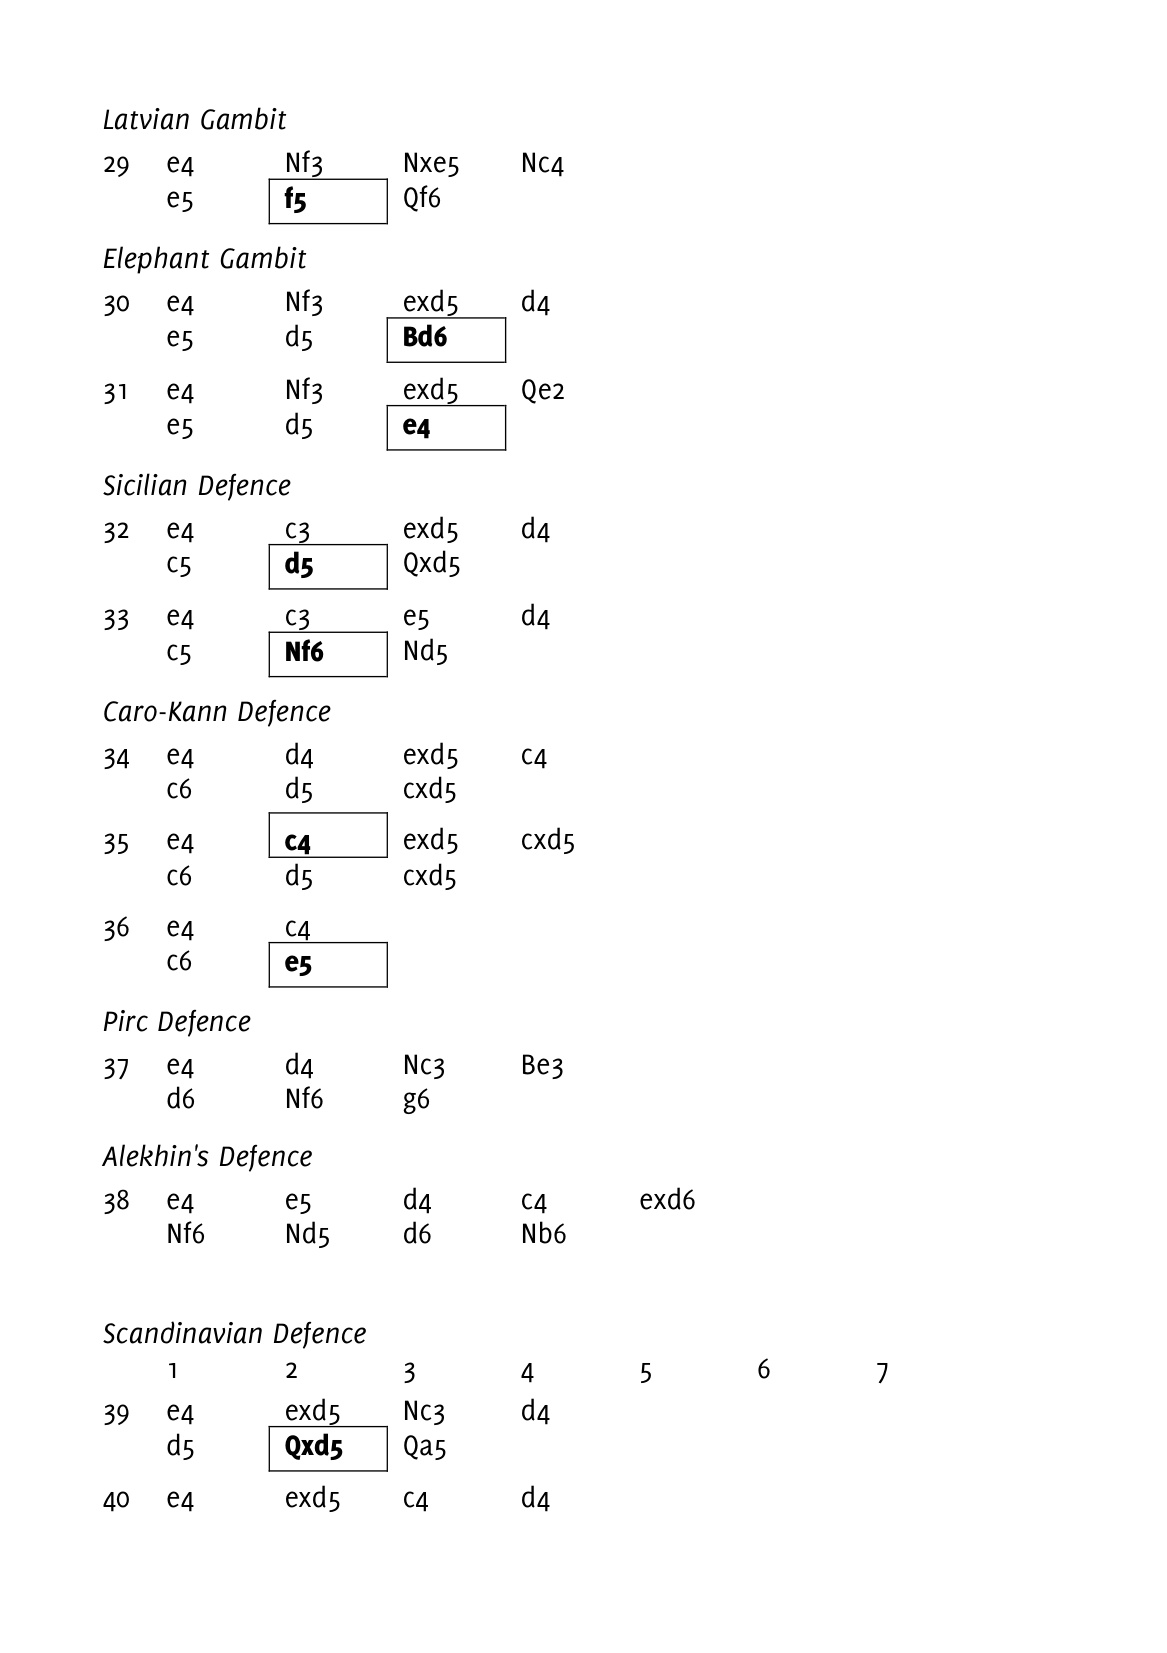 Latvian Gambit
29 e4 Nf3 Nxe5 Nc4
e5 f5 Qf6
Elephant Gambit
30 e4 Nf3 exd5 d4
e5 d5 Bd6
31 e4 Nf3 exd5 Qe2
e5 d5 e4
Sicilian Defence
32 e4 c3 exd5 d4
c5 d5 Qxd5
33 e4 c3 e5 d4
c5 Nf6 Nd5
Caro-Kann Defence
34 e4 d4 exd5 c4
c6 d5 cxd5
35 e4 c4 exd5 cxd5
c6 d5 cxd5
36 e4 c4
c6 e5
Pirc Defence
37 e4 d4 Nc3 Be3
d6 Nf6 g6
Alekhin's Defence
38 e4 e5 d4 c4 exd6
Nf6 Nd5 d6 Nb6
Scandinavian Defence
1 2 3 4 5 6 7
39 e4 exd5 Nc3 d4
d5 Qxd5 Qa5
40 e4 exd5 c4 d4